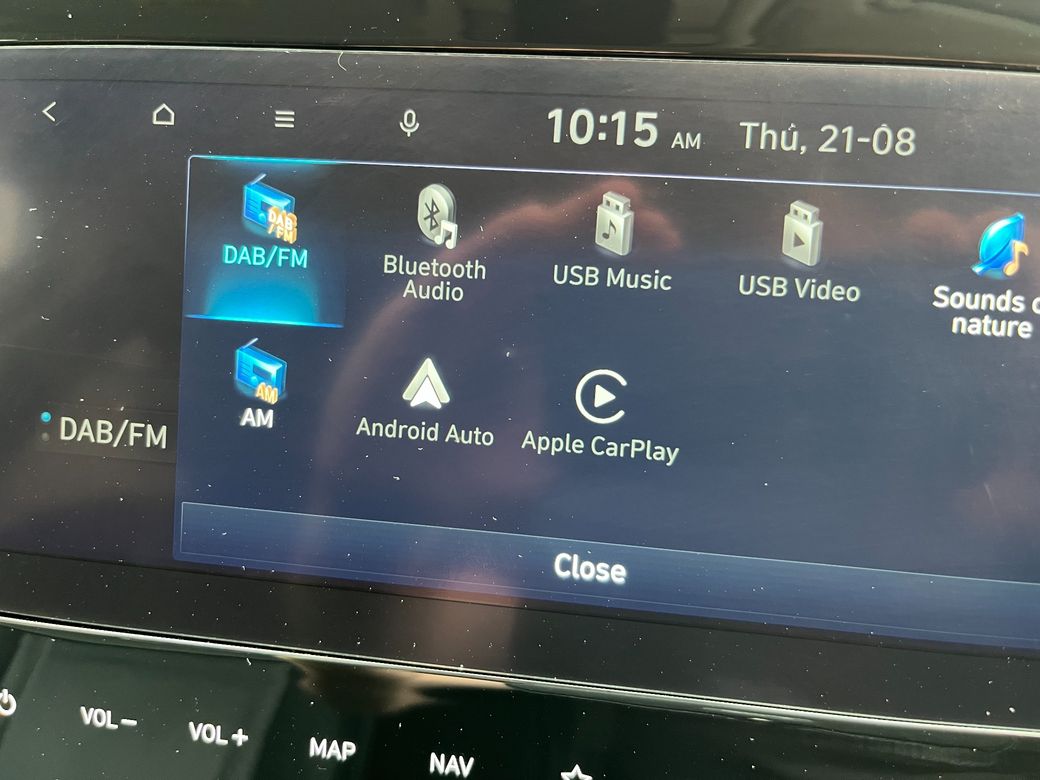 10:15 AM Thu, 21-08
DAB
/FM
DAB/FM
Bluetooth
Audio
USB Music
USB Video
Sounds
nature
AM
AM
Android Auto
Apple CarPlay
DAB/FM
Close
VOL−
VOL+
MAP
NAV